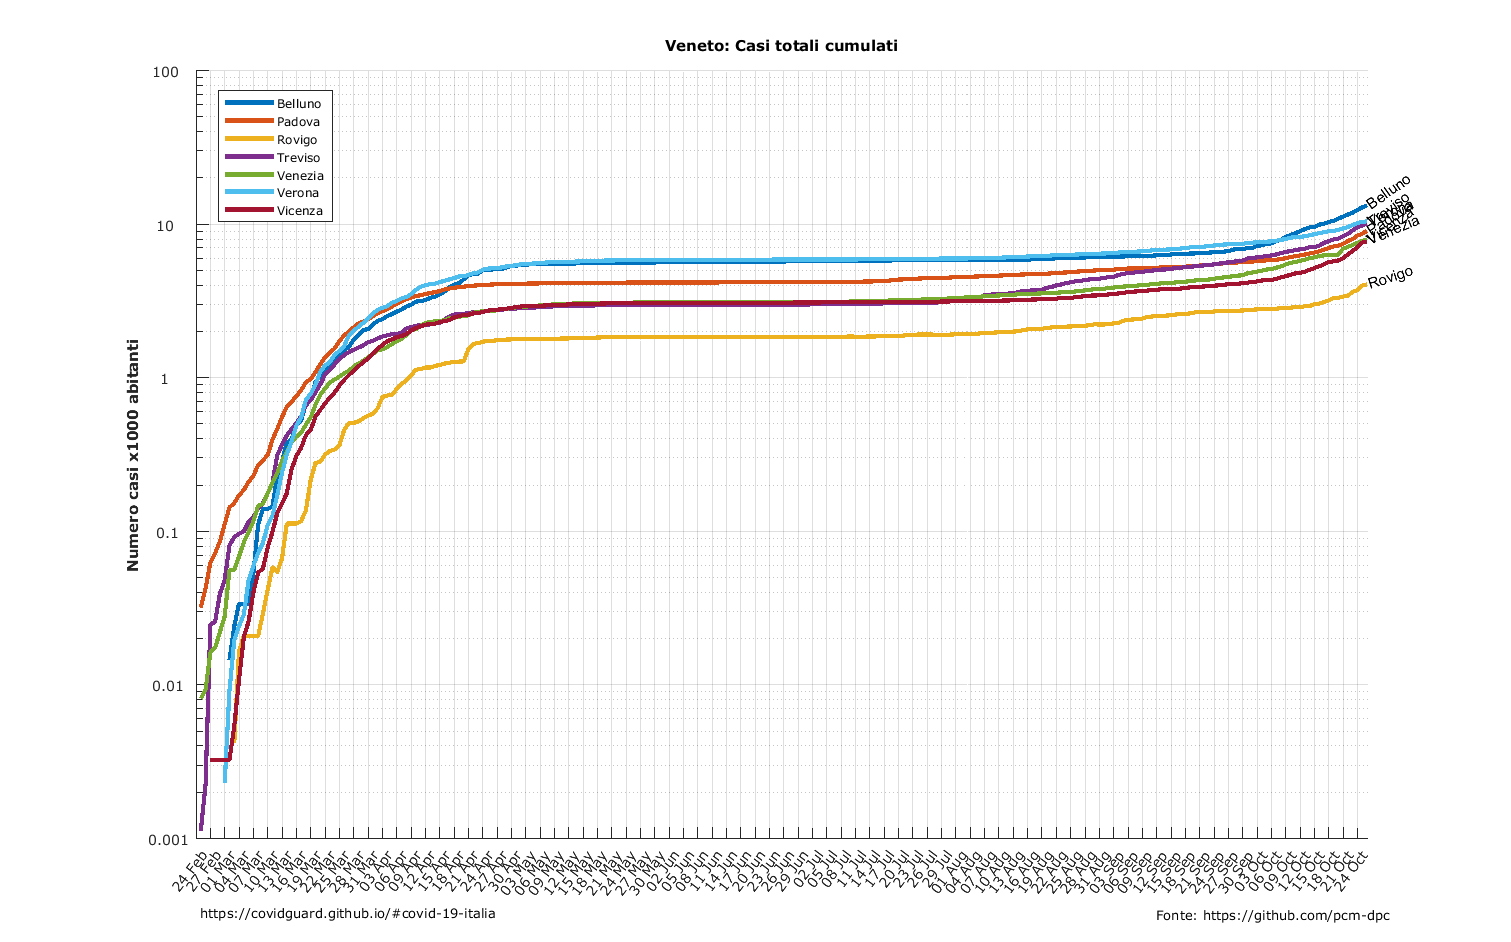 Veneto: Casi totali cumulati
100
10
1
0.1
0.01
0.001
Numero casi x1000 abitanti
Belluno
Padova
Rovigo
Treviso
Venezia
Verona
Vicenza
Belluno
Treviso
Verona
Padova
Vicenza
Venezia
Rovigo
24 Feb
27 Feb
01 Mar
04 Mar
07 Mar
10 Mar
13 Mar
16 Mar
19 Mar
22 Mar
25 Mar
28 Mar
31 Mar
03 Apr
06 Apr
09 Apr
12 Apr
15 Apr
18 Apr
21 Apr
24 Apr
27 Apr
30 Apr
03 May
06 May
09 May
12 May
15 May
18 May
21 May
24 May
27 May
30 May
02 Jun
05 Jun
08 Jun
11 Jun
14 Jun
17 Jun
20 Jun
23 Jun
26 Jun
29 Jun
02 Jul
05 Jul
08 Jul
11 Jul
14 Jul
17 Jul
20 Jul
23 Jul
26 Jul
29 Jul
01 Aug
04 Aug
07 Aug
10 Aug
13 Aug
16 Aug
19 Aug
22 Aug
25 Aug
28 Aug
31 Aug
03 Sep
06 Sep
09 Sep
12 Sep
15 Sep
18 Sep
21 Sep
24 Sep
27 Sep
30 Sep
03 Oct
06 Oct
09 Oct
12 Oct
15 Oct
18 Oct
21 Oct
24 Oct
https://covidguard.github.io/#covid-19-italia
Fonte: https://github.com/pcm-dpc